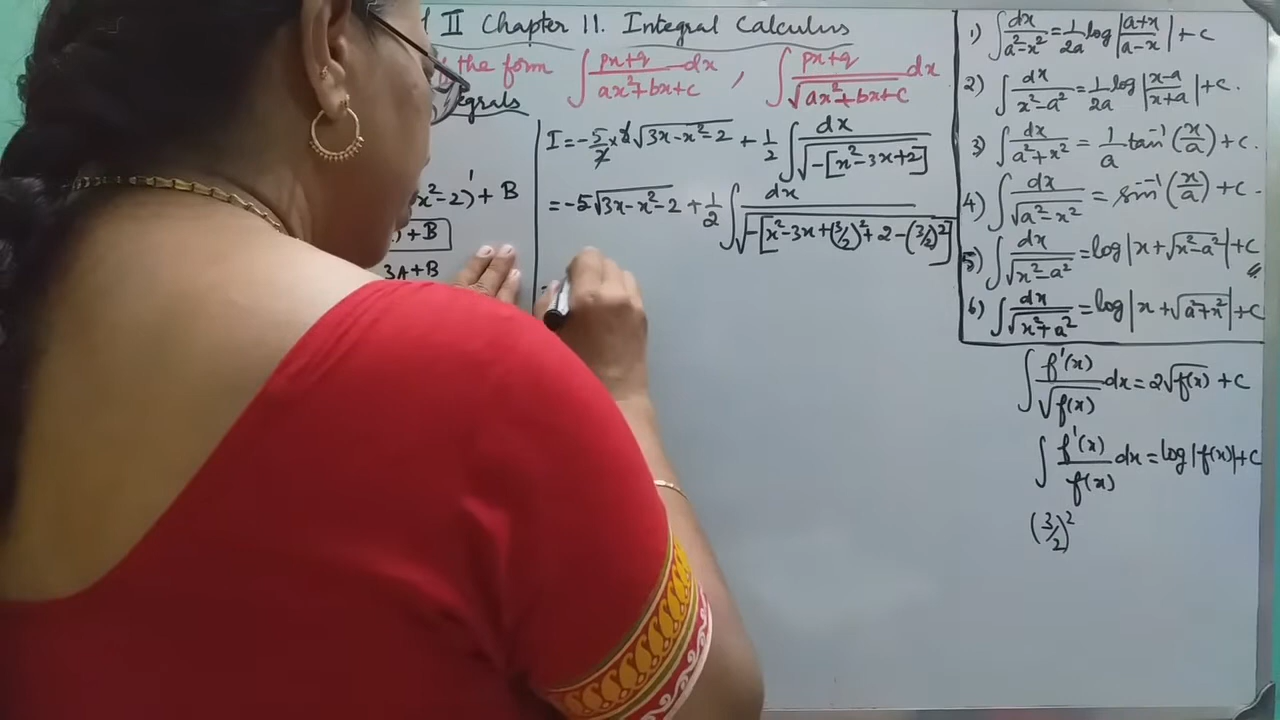 II Chapter 11. Integral Calculus
the form ∫ px+q / ax²+bx+c dx , ∫ px+q / √(ax²+bx+c) dx
egrals
x²-2)' + B
) + B
3A+B
I = -5/2 × 2 √(3x-x²-2) + 1/2 ∫ dx / √(-[x²-3x+2])
= -5√(3x-x²-2) + 1/2 ∫ dx / √(-[x²-3x+(3/2)²+2-(3/2)²])
=
1) ∫ dx / a²-x² = 1/2a log |a+x / a-x| + c
2) ∫ dx / x²-a² = 1/2a log |x-a / x+a| + c.
3) ∫ dx / a²+x² = 1/a tan⁻¹ (x/a) + c.
4) ∫ dx / √(a²-x²) = sin⁻¹ (x/a) + c.
5) ∫ dx / √(x²-a²) = log |x + √(x²-a²)| + c
6) ∫ dx / √(x²+a²) = log |x + √(a²+x²)| + c
∫ f'(x) / √f(x) dx = 2√f(x) + c
∫ f'(x) / f(x) dx = log |f(x)| + c
(3/2)²